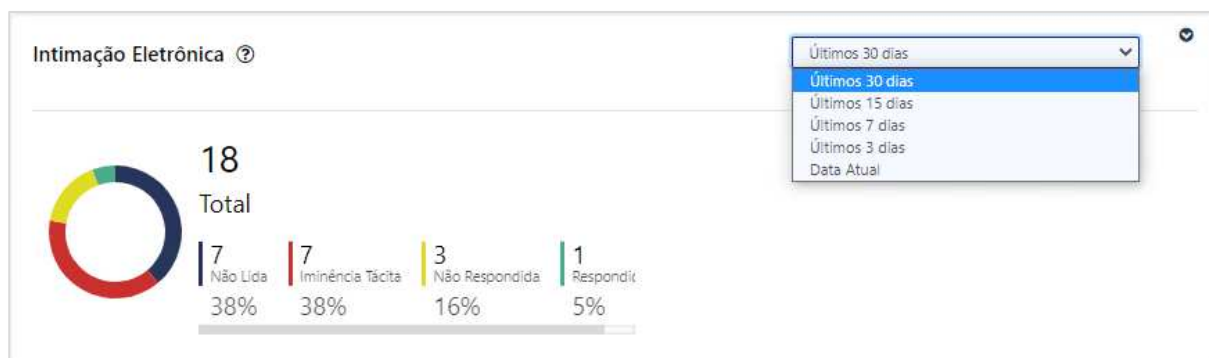 Intimação Eletrônica ?
Últimos 30 dias
Últimos 30 dias
Últimos 15 dias
Últimos 7 dias
Últimos 3 dias
Data Atual
18
Total
7 7 3 1
Não Lida Iminência Tácita Não Respondida Respondid
38% 38% 16% 5%